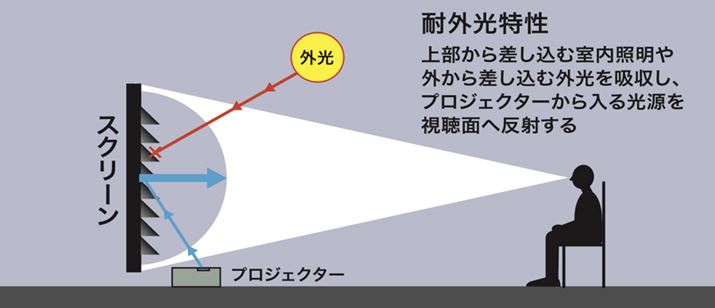 耐外光特性
上部から差し込む室内照明や
外から差し込む外光を吸収し、
プロジェクターから入る光源を
視聴面へ反射する
外光
スクリーン
プロジェクター